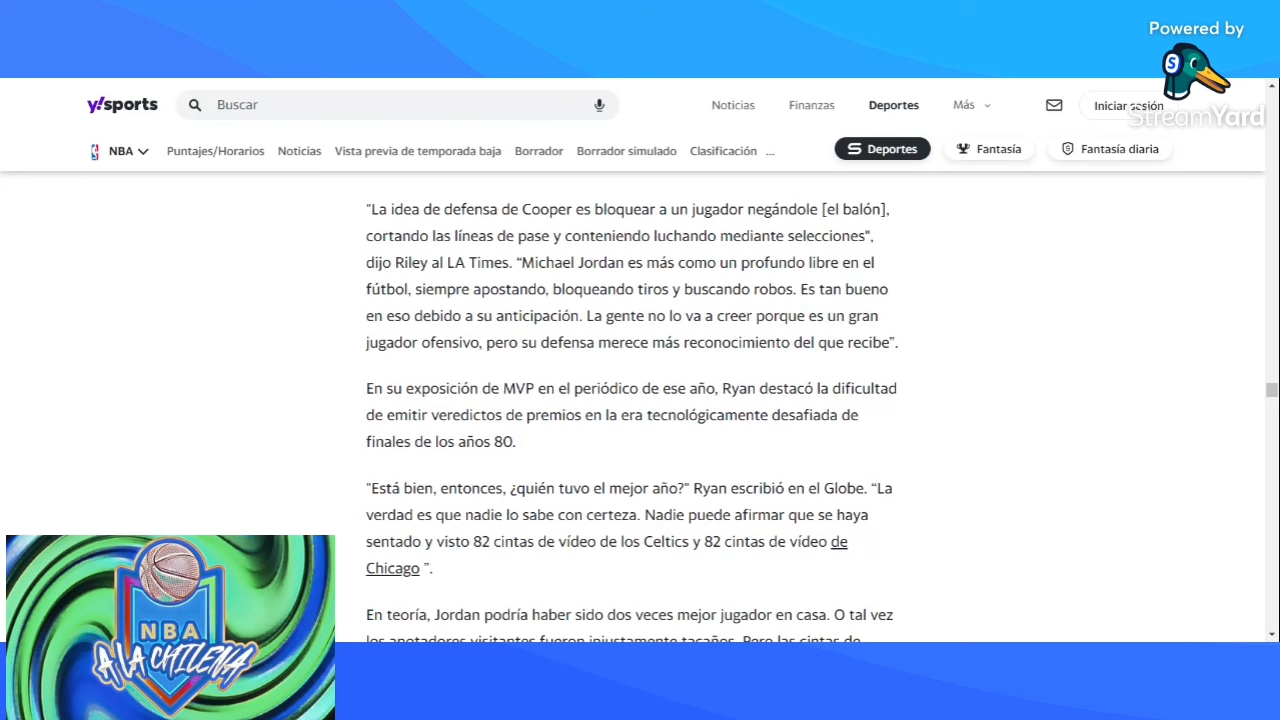 Powered by
StreamYard
y!sports
Buscar
Noticias
Finanzas
Deportes
Más
Iniciar sesión
NBA
Puntajes/Horarios
Noticias
Vista previa de temporada baja
Borrador
Borrador simulado
Clasificación
...
Deportes
Fantasía
Fantasía diaria
"La idea de defensa de Cooper es bloquear a un jugador negándole [el balón],
cortando las líneas de pase y conteniendo luchando mediante selecciones",
dijo Riley al LA Times. “Michael Jordan es más como un profundo libre en el
fútbol, siempre apostando, bloqueando tiros y buscando robos. Es tan bueno
en eso debido a su anticipación. La gente no lo va a creer porque es un gran
jugador ofensivo, pero su defensa merece más reconocimiento del que recibe”.
En su exposición de MVP en el periódico de ese año, Ryan destacó la dificultad
de emitir veredictos de premios en la era tecnológicamente desafiada de
finales de los años 80.
"Está bien, entonces, ¿quién tuvo el mejor año?" Ryan escribió en el Globe. “La
verdad es que nadie lo sabe con certeza. Nadie puede afirmar que se haya
sentado y visto 82 cintas de vídeo de los Celtics y 82 cintas de vídeo de
Chicago ”.
En teoría, Jordan podría haber sido dos veces mejor jugador en casa. O tal vez
los anotadores visitantes fueron injustamente tacaños. Pero las cintas de
NBA
A LA CHILENA